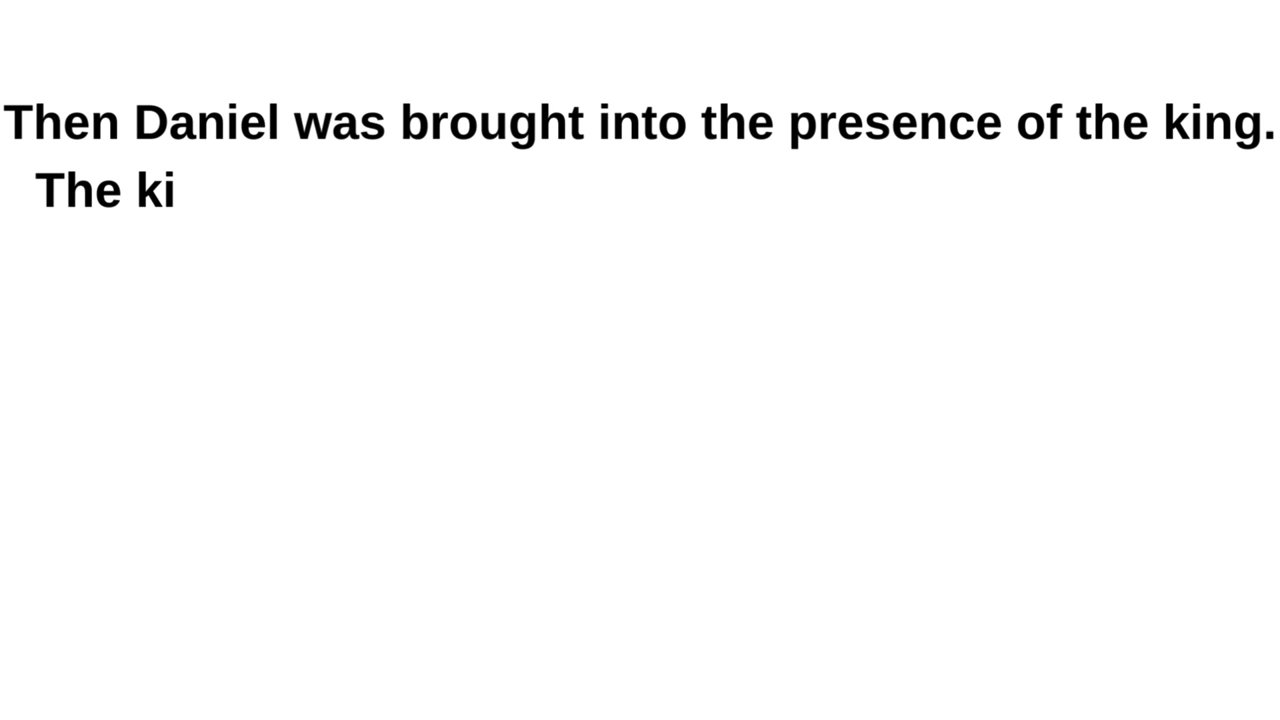 Then Daniel was brought into the presence of the king.
The ki